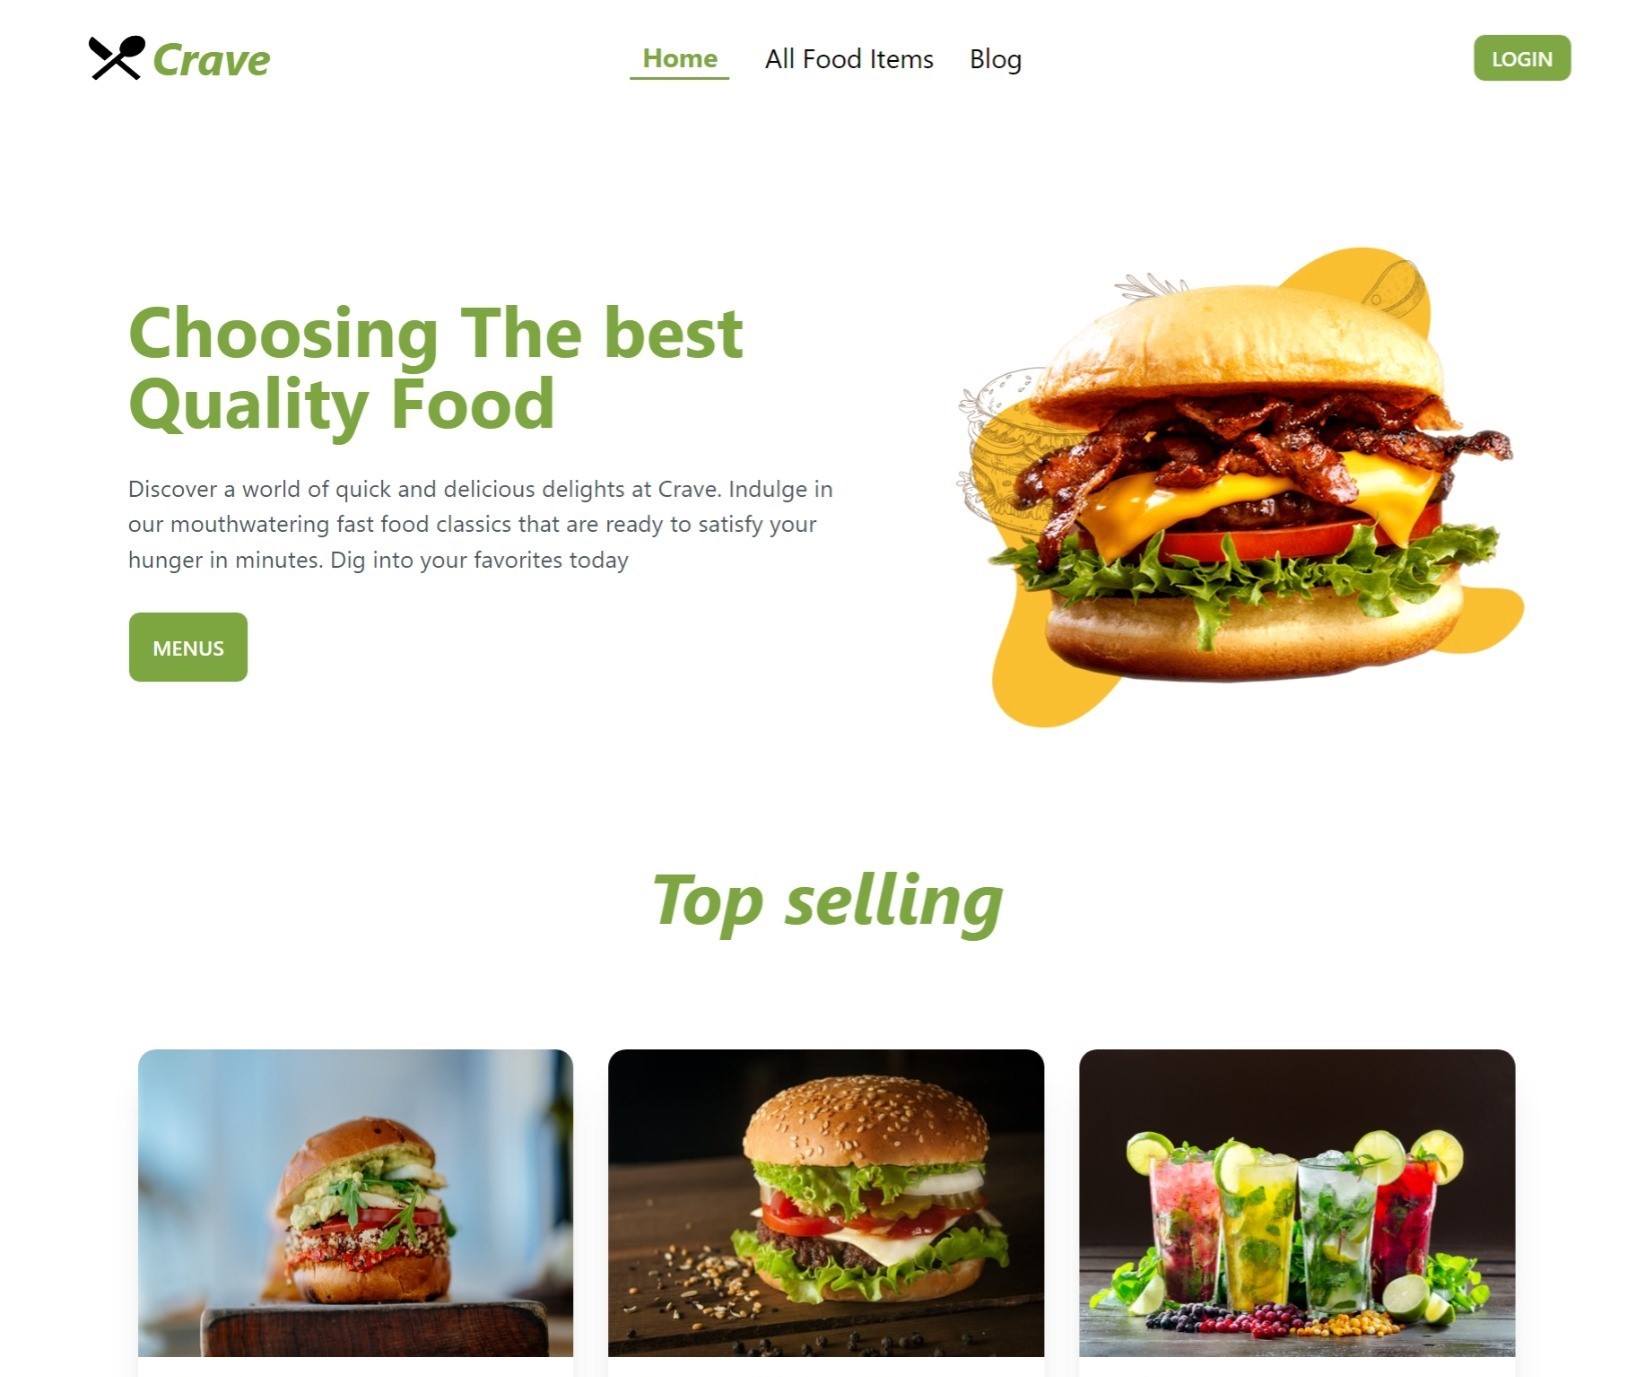 Crave
Home All Food Items Blog
LOGIN
Choosing The best
Quality Food
Discover a world of quick and delicious delights at Crave. Indulge in
our mouthwatering fast food classics that are ready to satisfy your
hunger in minutes. Dig into your favorites today
MENUS
Top selling